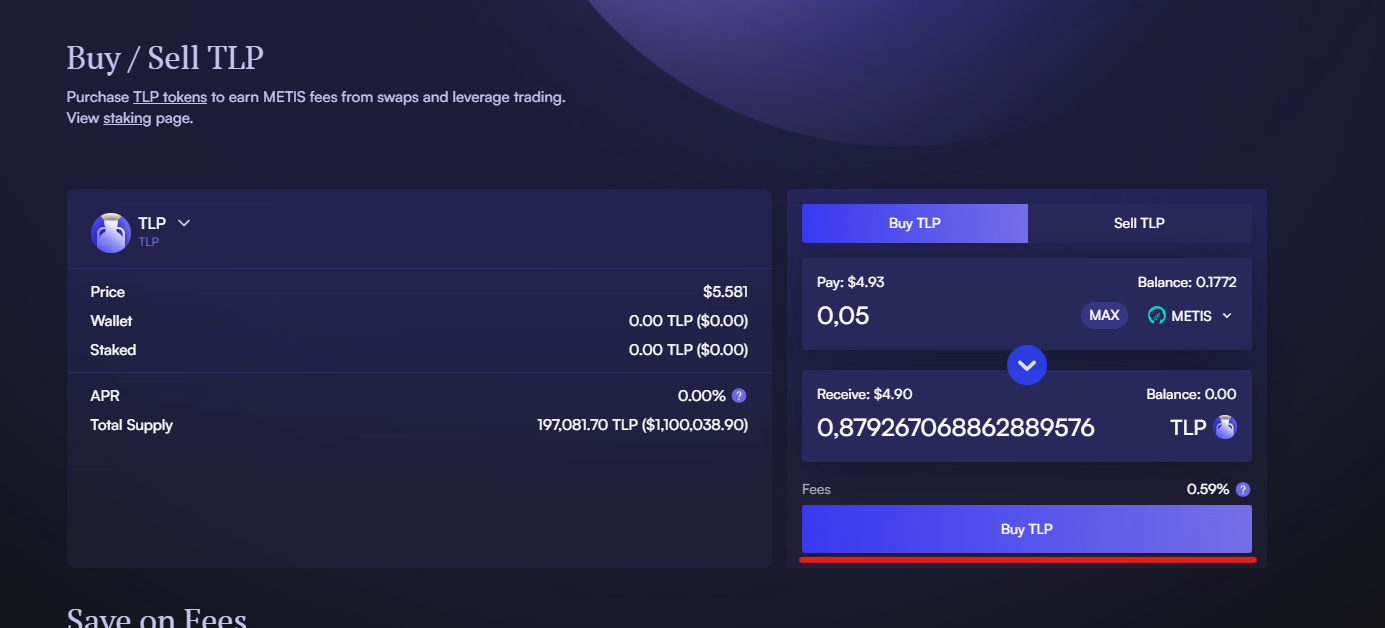 Buy / Sell TLP
Purchase TLP tokens to earn METIS fees from swaps and leverage trading.
View staking page.
TLP
TLP
Price $5.581
Wallet 0.00 TLP ($0.00)
Staked 0.00 TLP ($0.00)
APR 0.00% ?
Total Supply 197,081.70 TLP ($1,100,038.90)
Buy TLP Sell TLP
Pay: $4.93 Balance: 0.1772
0,05 MAX METIS
Receive: $4.90 Balance: 0.00
0,879267068862889576 TLP
Fees 0.59% ?
Buy TLP
Save on Fees